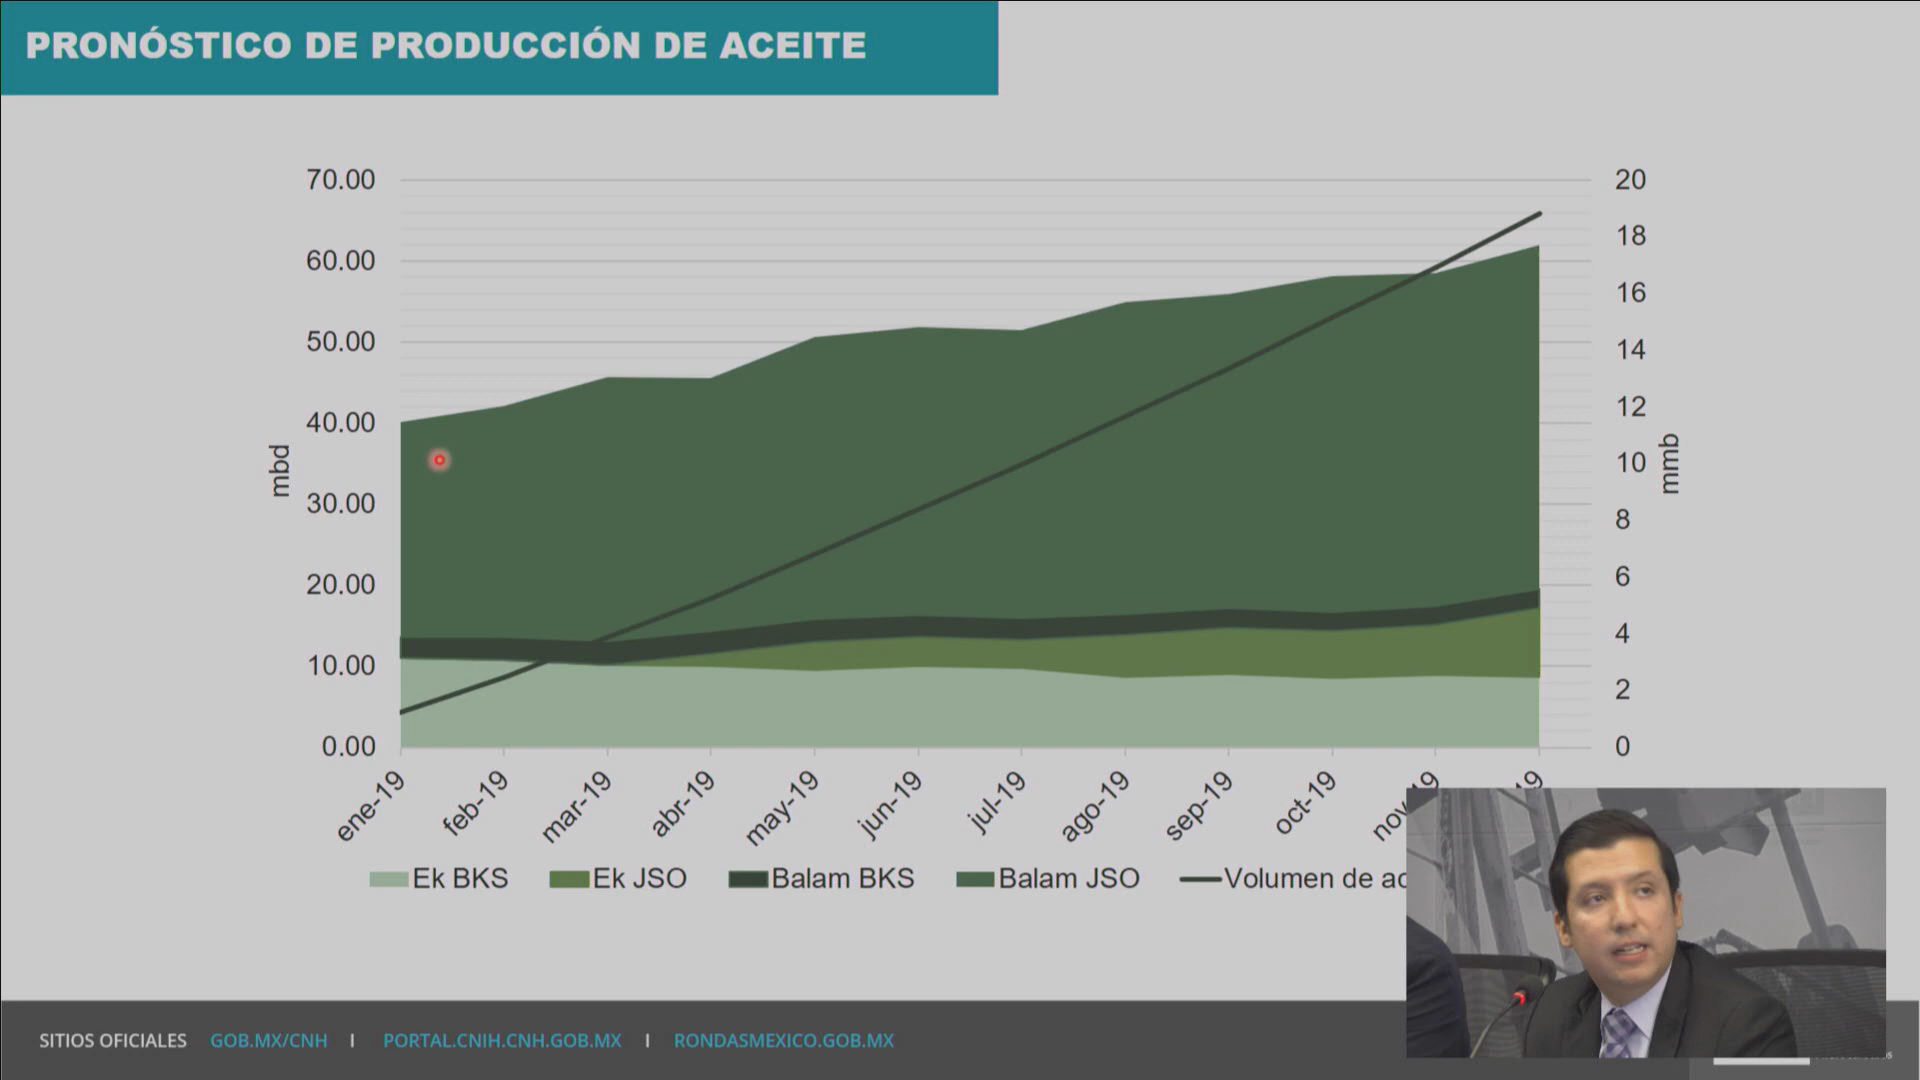 PRONÓSTICO DE PRODUCCIÓN DE ACEITE
70.00
60.00
50.00
40.00
30.00
20.00
10.00
0.00
mbd
20
18
16
14
12
10
8
6
4
2
0
mmb
ene-19
feb-19
mar-19
abr-19
may-19
jun-19
jul-19
ago-19
sep-19
oct-19
nov
19
Ek BKS
Ek JSO
Balam BKS
Balam JSO
Volumen de ac
SITIOS OFICIALES GOB.MX/CNH I PORTAL.CNIH.CNH.GOB.MX I RONDASMEXICO.GOB.MX